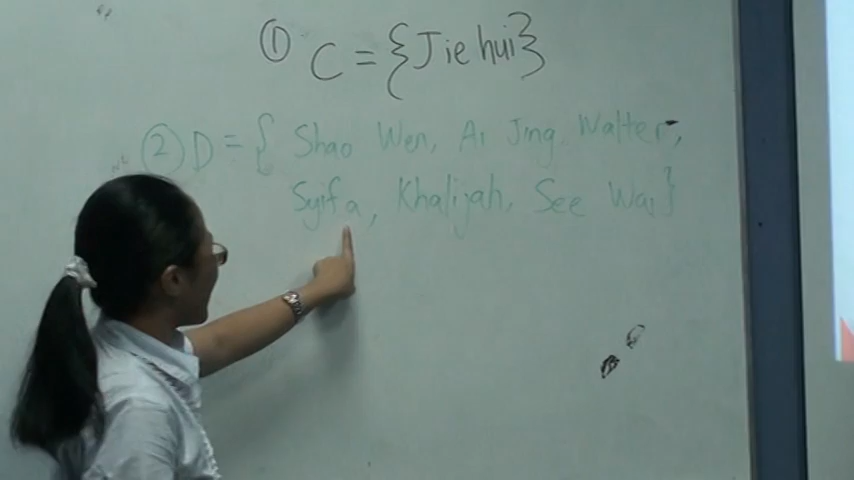 ① C = {Jie hui}
② D = { Shao Wen, Ai Jing, Walter,
Syifa, Khalijah, See Wai}